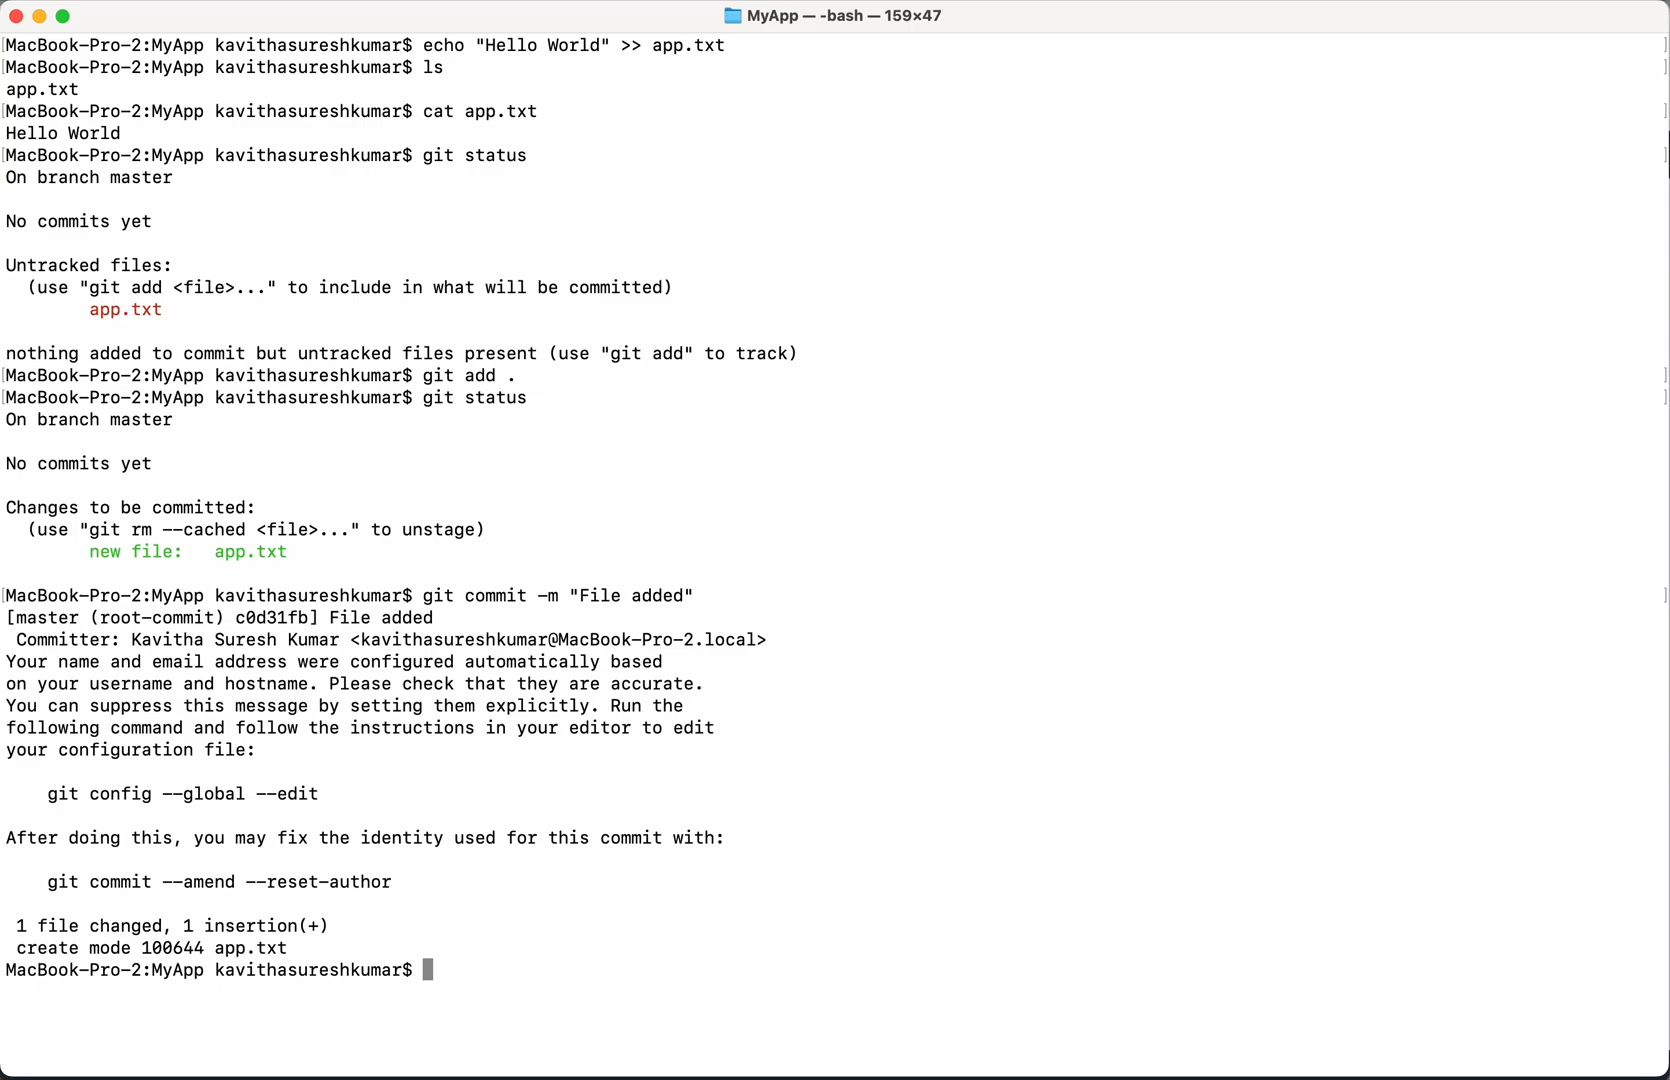 MyApp — -bash — 159×47
MacBook-Pro-2:MyApp kavithasureshkumar$ echo "Hello World" >> app.txt
MacBook-Pro-2:MyApp kavithasureshkumar$ ls
app.txt
MacBook-Pro-2:MyApp kavithasureshkumar$ cat app.txt
Hello World
MacBook-Pro-2:MyApp kavithasureshkumar$ git status
On branch master
No commits yet
Untracked files:
  (use "git add <file>..." to include in what will be committed)
        app.txt
nothing added to commit but untracked files present (use "git add" to track)
MacBook-Pro-2:MyApp kavithasureshkumar$ git add .
MacBook-Pro-2:MyApp kavithasureshkumar$ git status
On branch master
No commits yet
Changes to be committed:
  (use "git rm --cached <file>..." to unstage)
        new file:   app.txt
MacBook-Pro-2:MyApp kavithasureshkumar$ git commit -m "File added"
[master (root-commit) c0d31fb] File added
 Committer: Kavitha Suresh Kumar <kavithasureshkumar@MacBook-Pro-2.local>
Your name and email address were configured automatically based
on your username and hostname. Please check that they are accurate.
You can suppress this message by setting them explicitly. Run the
following command and follow the instructions in your editor to edit
your configuration file:
    git config --global --edit
After doing this, you may fix the identity used for this commit with:
    git commit --amend --reset-author
 1 file changed, 1 insertion(+)
 create mode 100644 app.txt
MacBook-Pro-2:MyApp kavithasureshkumar$